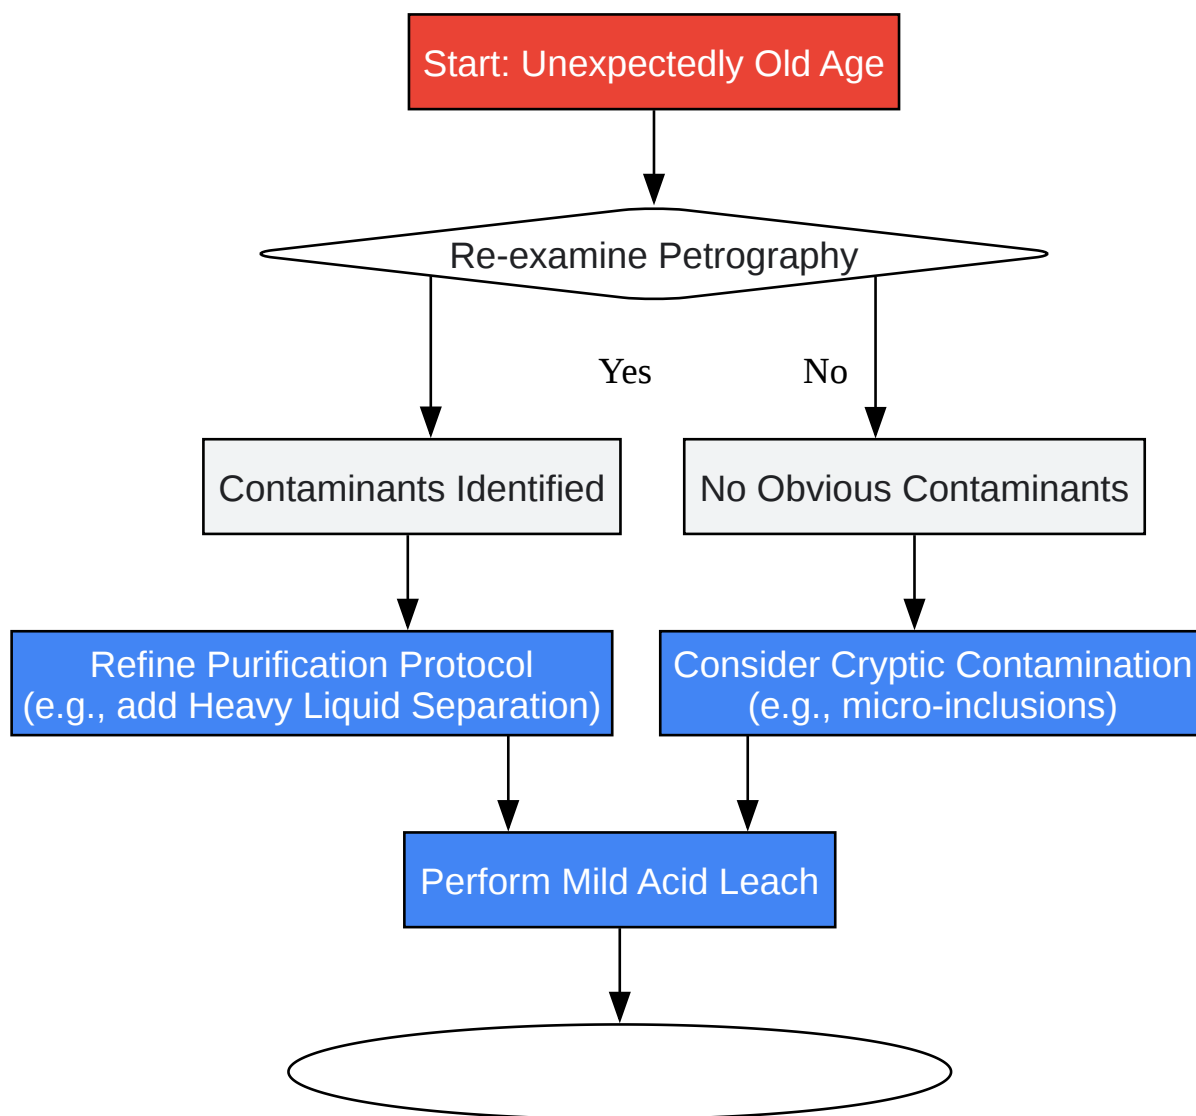 Start: Unexpectedly Old Age
Re-examine Petrography
Yes
No
Contaminants Identified
No Obvious Contaminants
Refine Purification Protocol
(e.g., add Heavy Liquid Separation)
Consider Cryptic Contamination
(e.g., micro-inclusions)
Perform Mild Acid Leach